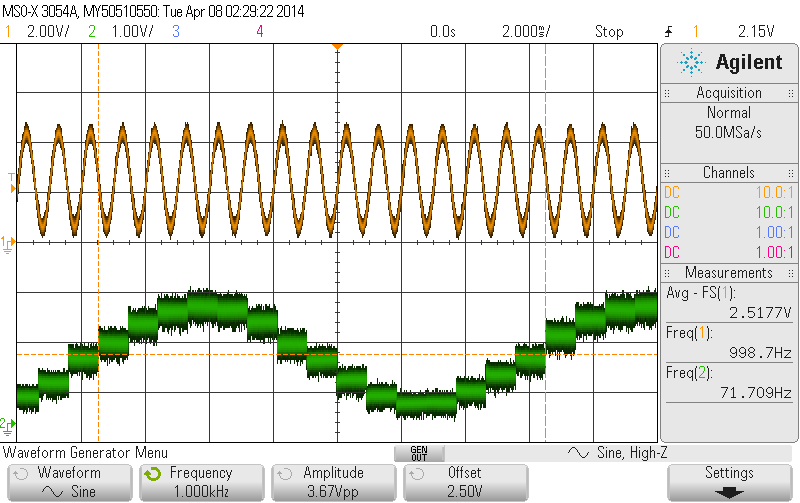 MSO-X 3054A, MY50510550: Tue Apr 08 02:29:22 2014
1 2.00V/ 2 1.00V/ 3 4 0.0s 2.000ms/ Stop 1 2.15V
Agilent
Acquisition
Normal
50.0MSa/s
Channels
DC 10.0:1
DC 10.0:1
DC 1.00:1
DC 1.00:1
Measurements
Avg - FS(1):
2.5177V
Freq(1):
998.7Hz
Freq(2):
71.709Hz
T
1
2
Waveform Generator Menu
GEN OUT
Sine, High-Z
Waveform
Sine
Frequency
1.000kHz
Amplitude
3.67Vpp
Offset
2.50V
Settings